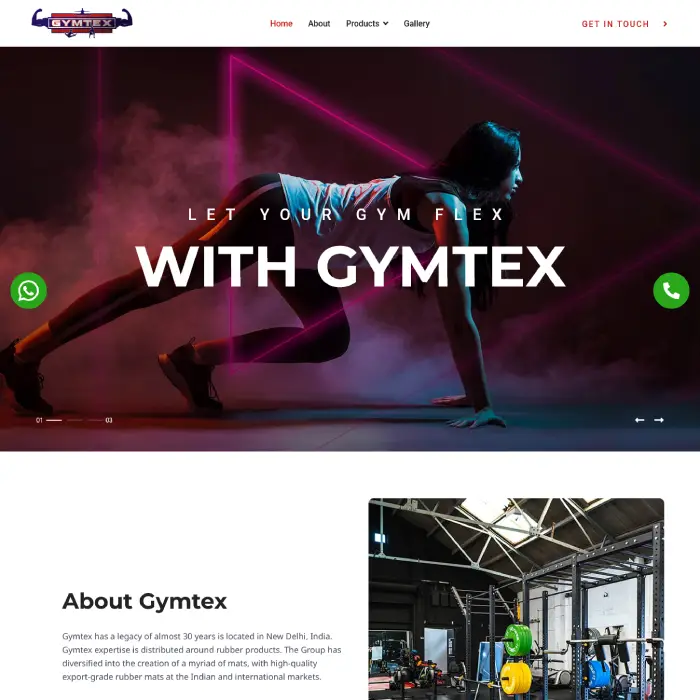 GYMTEX
Home About Products Gallery
GET IN TOUCH
LET YOUR GYM FLEX
WITH GYMTEX
01 03
About Gymtex
Gymtex has a legacy of almost 30 years is located in New Delhi, India.
Gymtex expertise is distributed around rubber products. The Group has
diversified into the creation of a myriad of mats, with high-quality
export-grade rubber mats at the Indian and international markets.